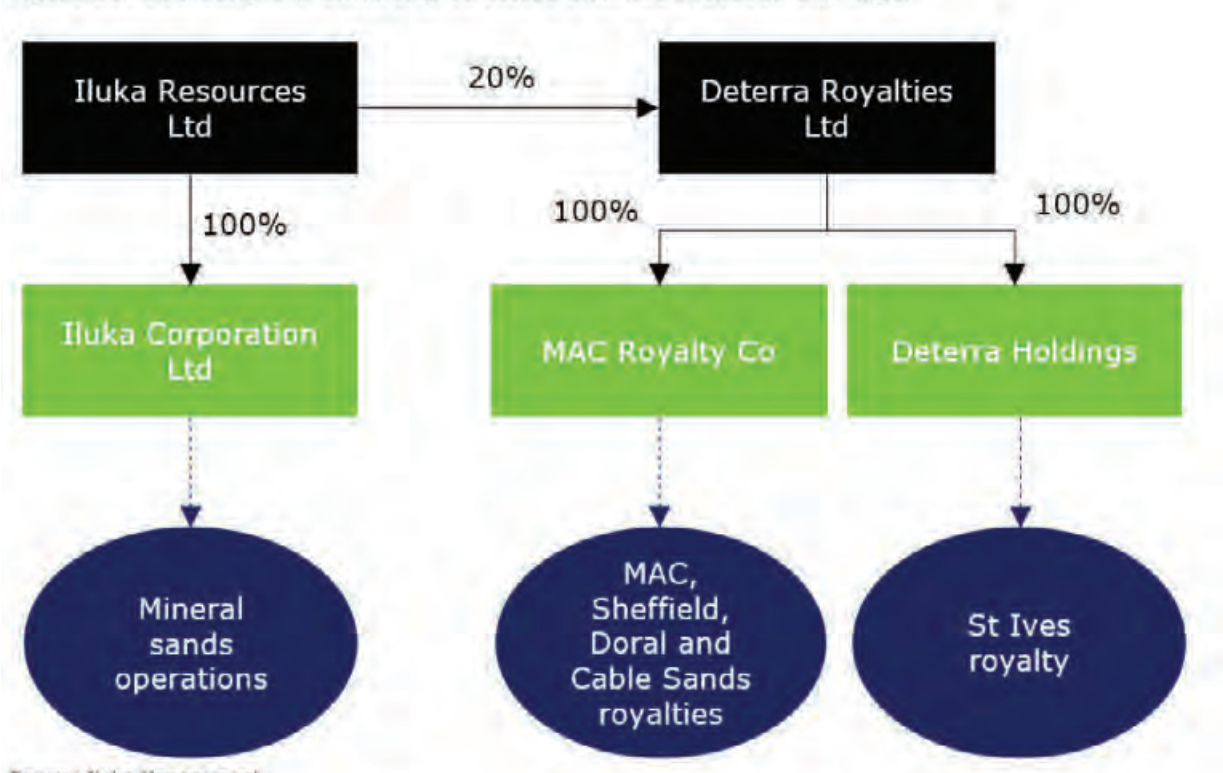 Iluka Resources
Ltd
20%
Deterra Royalties
Ltd
100%
100%
100%
Iluka Corporation
Ltd
MAC Royalty Co
Deterra Holdings
Mineral
sands
operations
MAC,
Sheffield,
Doral and
Cable Sands
royalties
St Ives
royalty